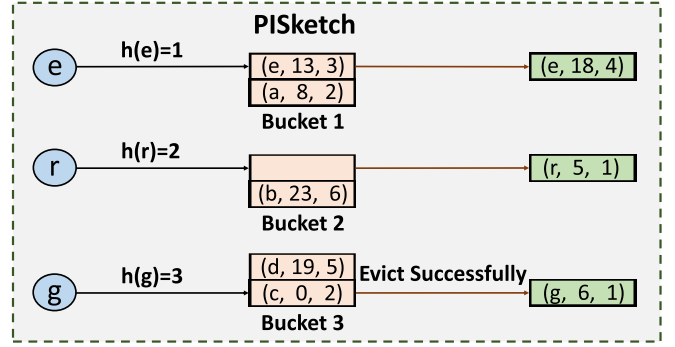 PISketch
e
h(e)=1
(e, 13, 3)
(a, 8, 2)
(e, 18, 4)
Bucket 1
r
h(r)=2
(b, 23, 6)
(r, 5, 1)
Bucket 2
g
h(g)=3
(d, 19, 5)
(c, 0, 2)
Evict Successfully
(g, 6, 1)
Bucket 3